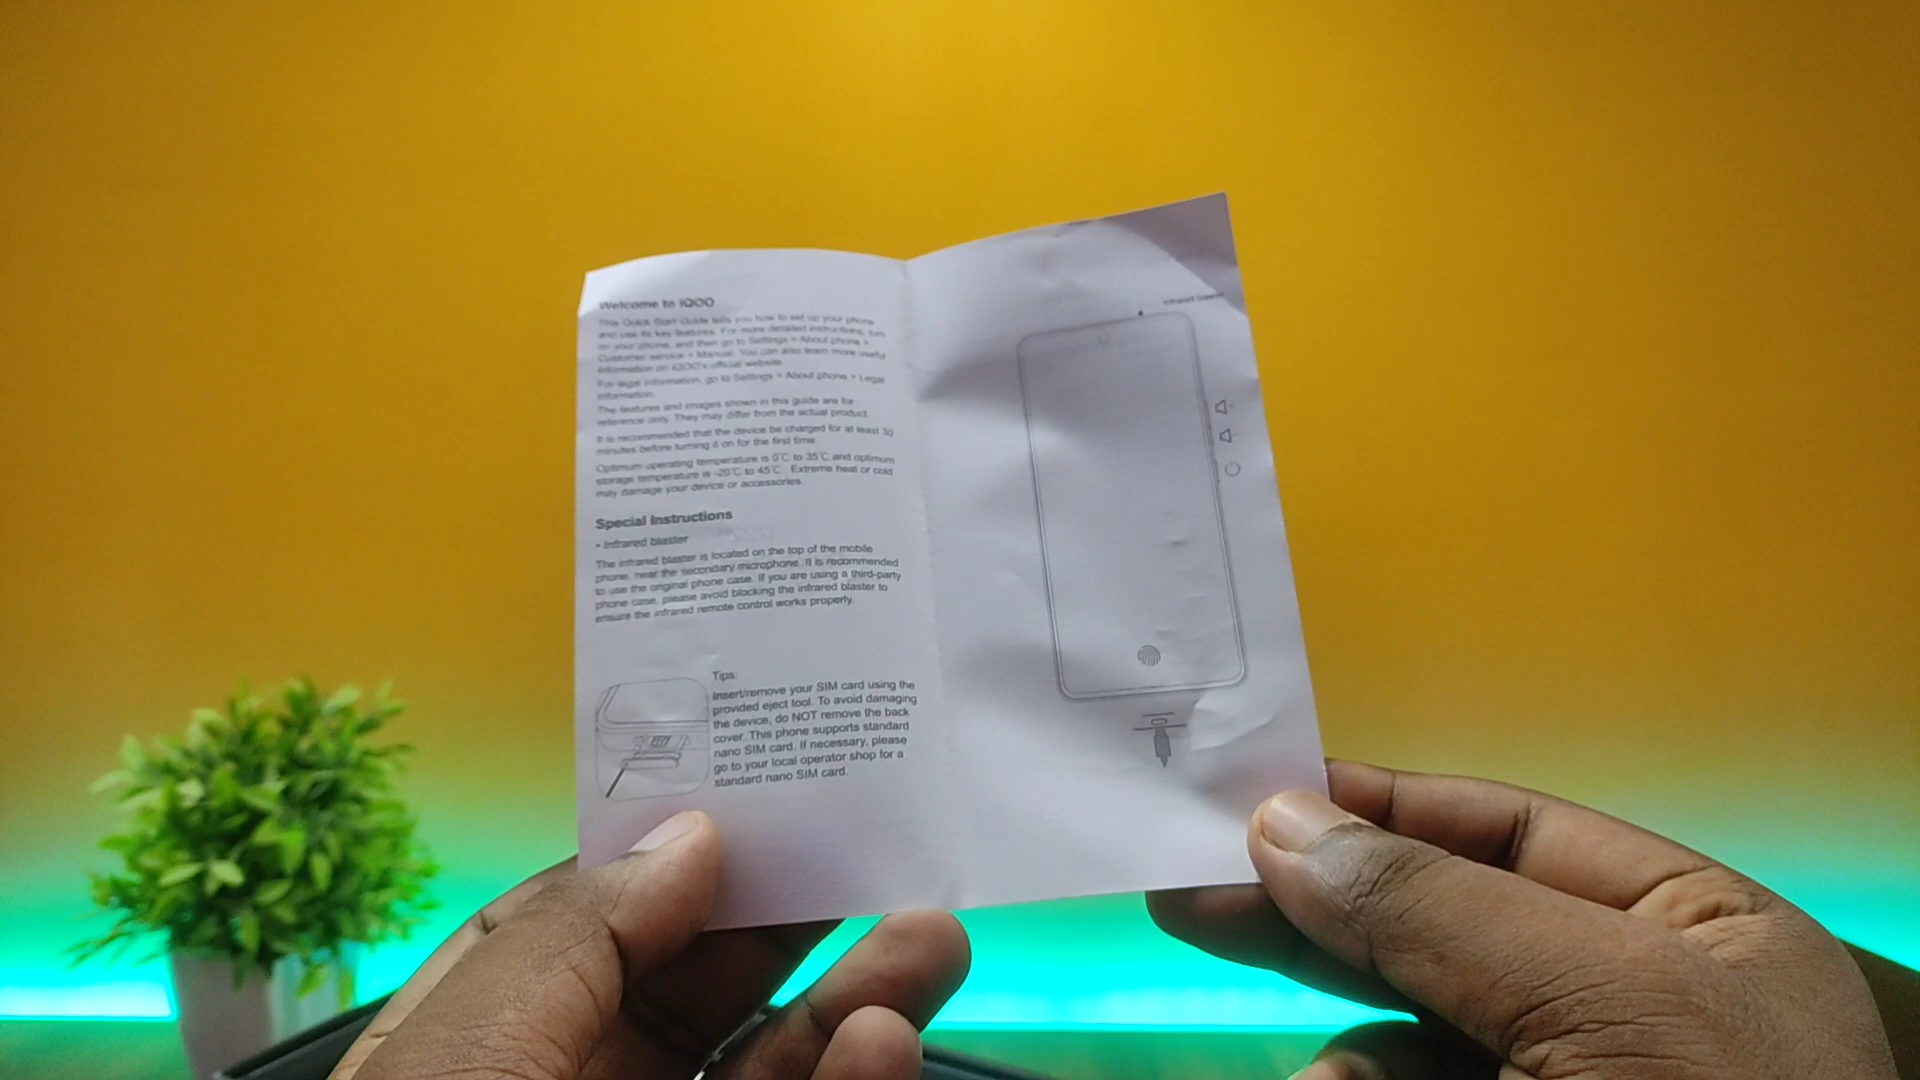 Welcome to iQOO
This Quick Start Guide tells you how to set up your phone
and use its key features. For more detailed instructions, turn
on your phone, and then go to Settings > About phone >
Customer service > Manual. You can also learn more useful
information on iQOO's official website.
For legal information, go to Settings > About phone > Legal
information.
The features and images shown in this guide are for
reference only. They may differ from the actual product.
It is recommended that the device be charged for at least 30
minutes before turning it on for the first time.
Optimum operating temperature is 0℃ to 35℃ and optimum
storage temperature is -20℃ to 45℃. Extreme heat or cold
may damage your device or accessories.
Special Instructions
• Infrared blaster
The infrared blaster is located on the top of the mobile
phone, near the secondary microphone. It is recommended
to use the original phone case. If you are using a third-party
phone case, please avoid blocking the infrared blaster to
ensure the infrared remote control works properly.
Tips:
Insert/remove your SIM card using the
provided eject tool. To avoid damaging
the device, do NOT remove the back
cover. This phone supports standard
nano SIM card. If necessary, please
go to your local operator shop for a
standard nano SIM card.
Infrared blaster